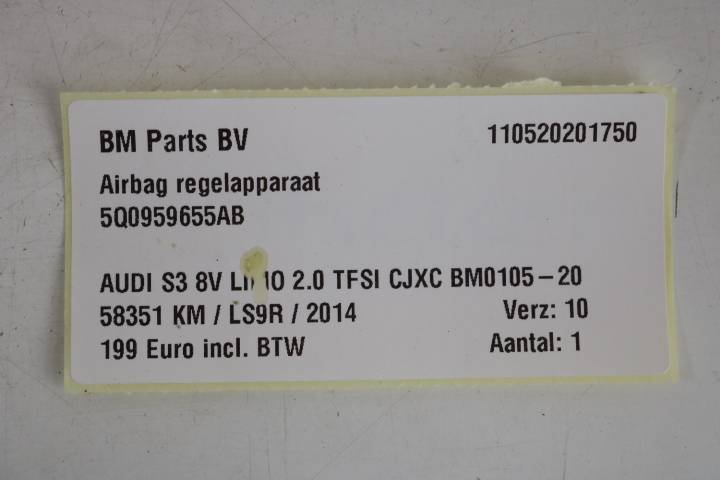 BM Parts BV 110520201750
Airbag regelapparaat
5Q0959655AB
AUDI S3 8V 2.0 TFSI CJXC BM0105-20
58351 KM / LS9R / 2014 Verz: 10
199 Euro incl. BTW Aantal: 1